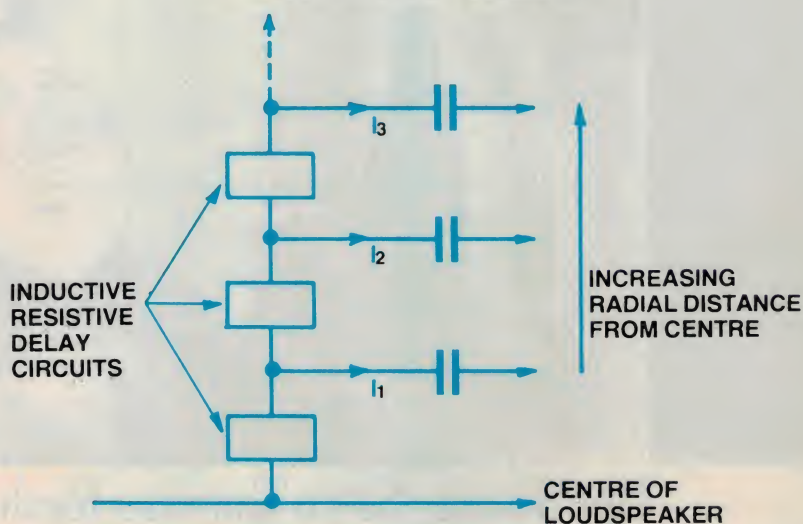 I3
I2
INDUCTIVE
RESISTIVE
DELAY
CIRCUITS
INCREASING
RADIAL DISTANCE
FROM CENTRE
I1
CENTRE OF
LOUDSPEAKER